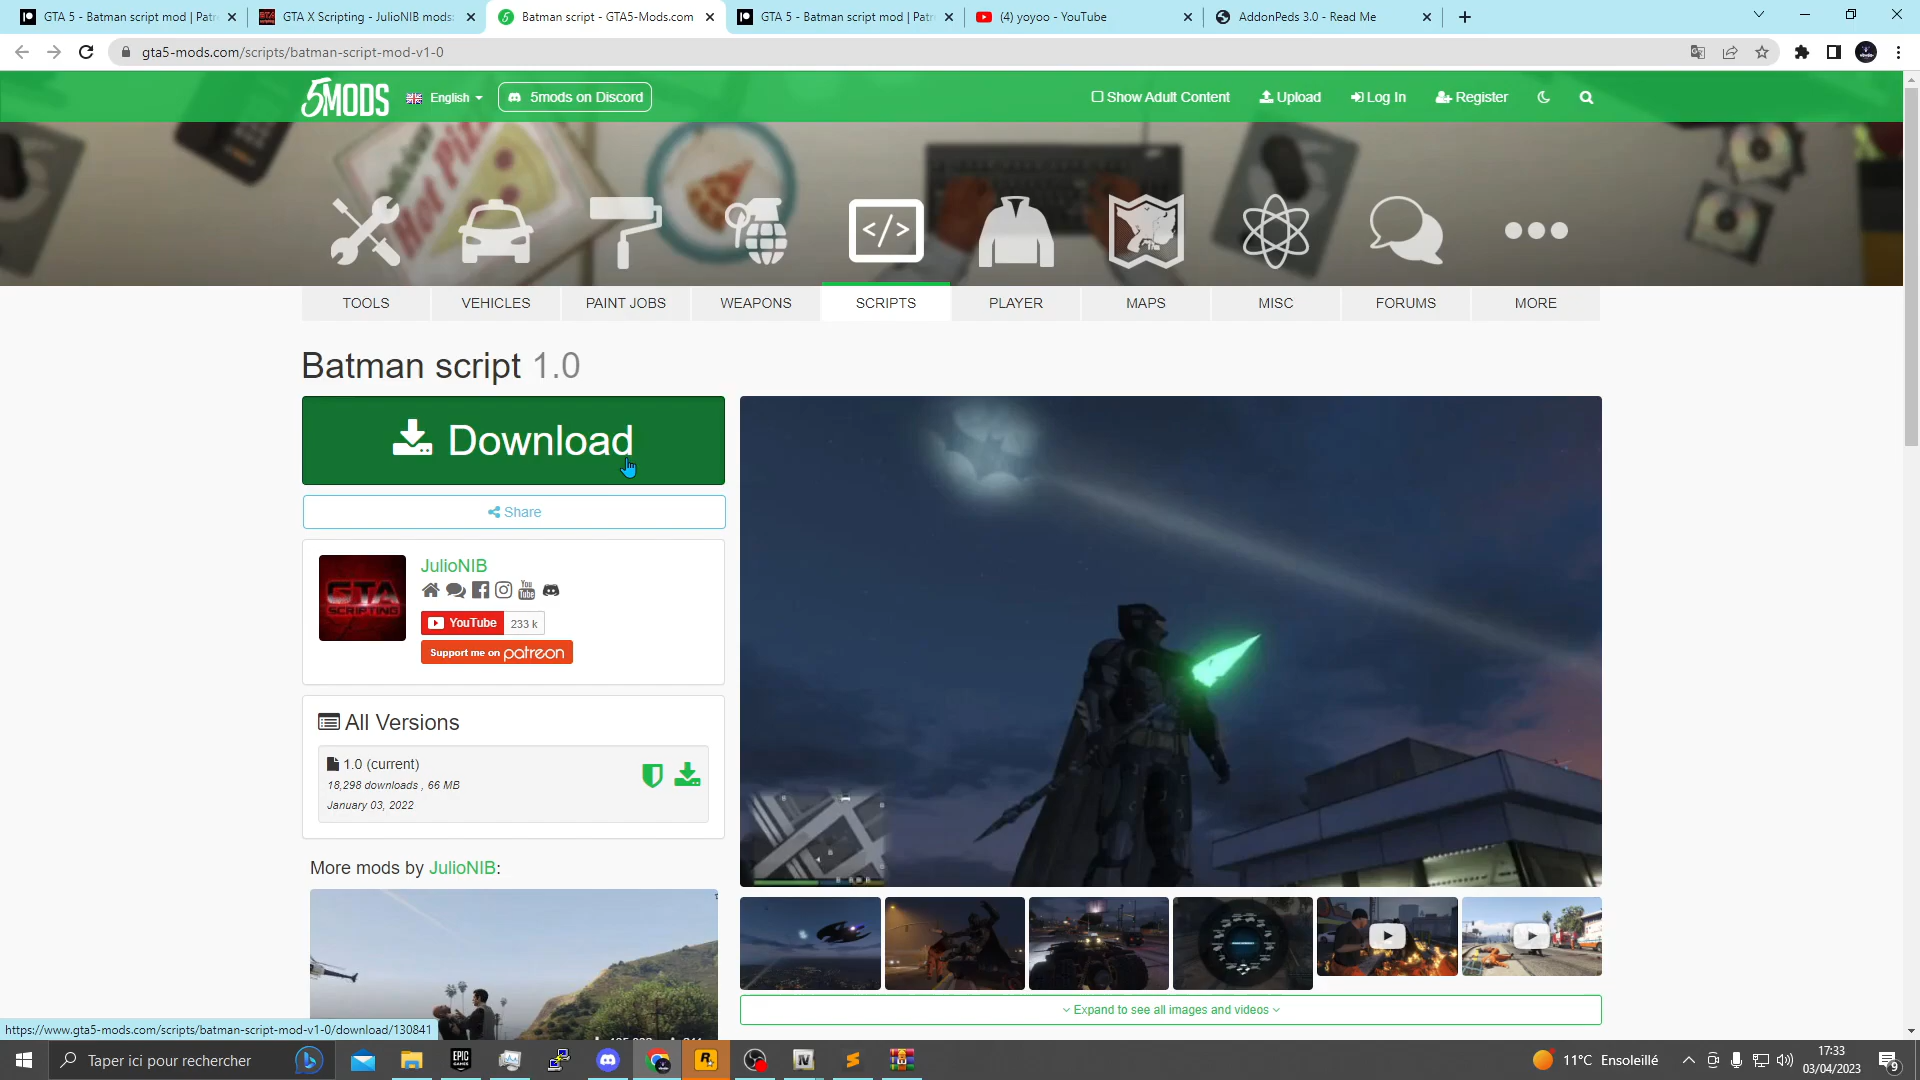 GTA 5 - Batman script mod | Patr
GTA X Scripting - JulioNIB mods:
Batman script - GTA5-Mods.com
GTA 5 - Batman script mod | Patr
(4) yoyoo - YouTube
AddonPeds 3.0 - Read Me
gta5-mods.com/scripts/batman-script-mod-v1-0
5MODS
English
5mods on Discord
Show Adult Content
Upload
Log In
Register
TOOLS
VEHICLES
PAINT JOBS
WEAPONS
SCRIPTS
PLAYER
MAPS
MISC
FORUMS
MORE
Batman script 1.0
Download
Share
GTA
SCRIPTING
JulioNIB
YouTube 233 k
Support me on patreon
All Versions
1.0 (current)
18,298 downloads , 66 MB
January 03, 2022
More mods by JulioNIB:
Expand to see all images and videos
https://www.gta5-mods.com/scripts/batman-script-mod-v1-0/download/130841
Taper ici pour rechercher
11°C Ensoleillé
17:33
03/04/2023
9